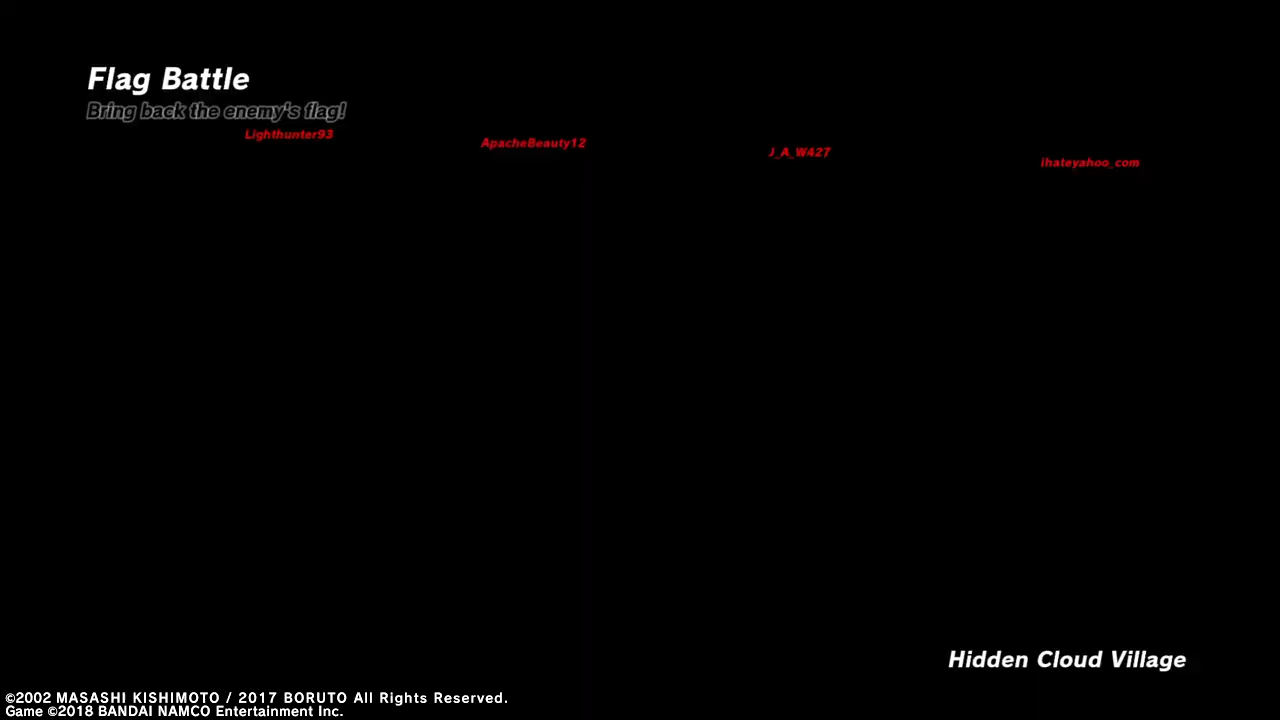 Flag Battle
Bring back the enemy's flag!
Lighthunter93
ApacheBeauty12
J_A_W427
ihateyahoo_com
Hidden Cloud Village
©2002 MASASHI KISHIMOTO / 2017 BORUTO All Rights Reserved.
Game ©2018 BANDAI NAMCO Entertainment Inc.